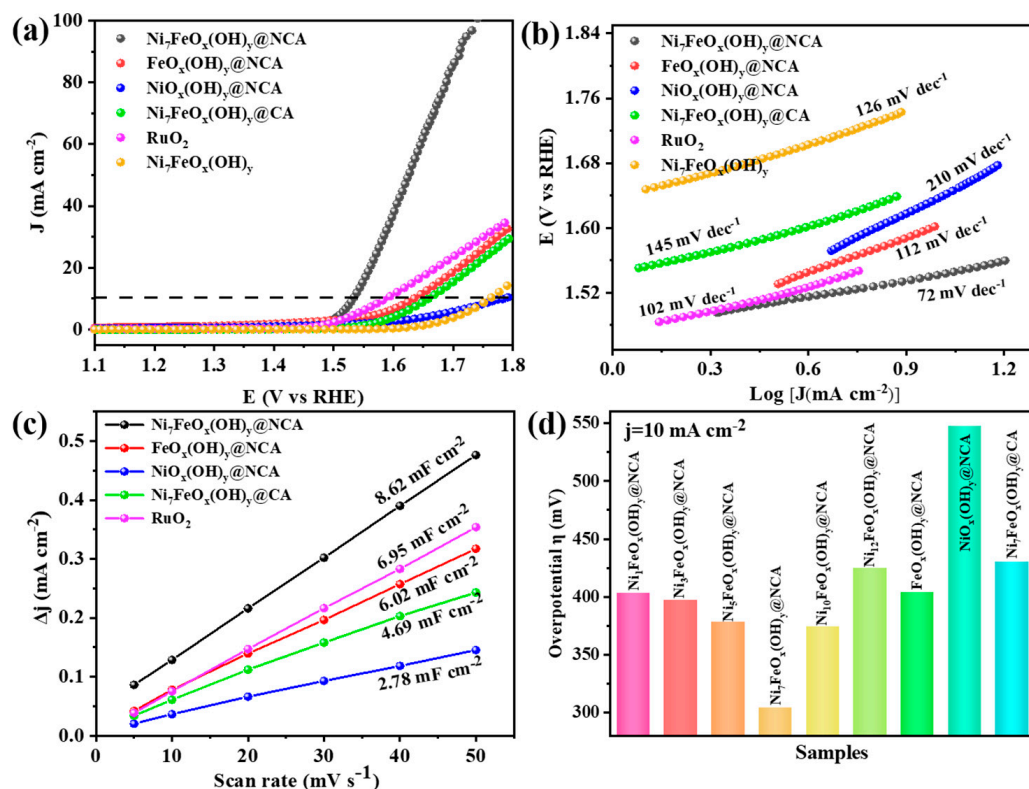 (a)
Ni₇FeOₓ(OH)ᵧ@NCA
FeOₓ(OH)ᵧ@NCA
NiOₓ(OH)ᵧ@NCA
Ni₇FeOₓ(OH)ᵧ@CA
RuO₂
Ni₇FeOₓ(OH)ᵧ
100
80
60
40
20
10
0
J (mA cm⁻²)
1.1 1.2 1.3 1.4 1.5 1.6 1.7 1.8
E (V vs RHE)
(b)
Ni₇FeOₓ(OH)ᵧ@NCA
FeOₓ(OH)ᵧ@NCA
NiOₓ(OH)ᵧ@NCA
Ni₇FeOₓ(OH)ᵧ@CA
RuO₂
Ni₇FeOₓ(OH)ᵧ
126 mV dec⁻¹
210 mV dec⁻¹
145 mV dec⁻¹
112 mV dec⁻¹
102 mV dec⁻¹
72 mV dec⁻¹
1.84
1.76
1.68
1.60
1.52
E (V vs RHE)
0.0 0.3 0.6 0.9 1.2
Log [J(mA cm⁻²)]
(c)
Ni₇FeOₓ(OH)ᵧ@NCA
FeOₓ(OH)ᵧ@NCA
NiOₓ(OH)ᵧ@NCA
Ni₇FeOₓ(OH)ᵧ@CA
RuO₂
8.62 mF cm⁻²
6.95 mF cm⁻²
6.02 mF cm⁻²
4.69 mF cm⁻²
2.78 mF cm⁻²
0.5
0.4
0.3
0.2
0.1
0.0
Δj (mA cm⁻²)
0 10 20 30 40 50
Scan rate (mV s⁻¹)
(d)
j=10 mA cm⁻²
Ni₁FeOₓ(OH)ᵧ@NCA
Ni₃FeOₓ(OH)ᵧ@NCA
Ni₅FeOₓ(OH)ᵧ@NCA
Ni₇FeOₓ(OH)ᵧ@NCA
Ni₁₀FeOₓ(OH)ᵧ@NCA
Ni₁₂FeOₓ(OH)ᵧ@NCA
FeOₓ(OH)ᵧ@NCA
NiOₓ(OH)ᵧ@NCA
Ni₇FeOₓ(OH)ᵧ@CA
550
500
450
400
350
300
Overpotential η (mV)
Samples